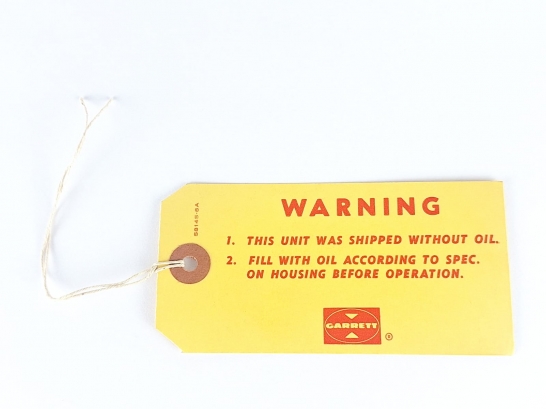 WARNING
1. THIS UNIT WAS SHIPPED WITHOUT OIL.
2. FILL WITH OIL ACCORDING TO SPEC.
ON HOUSING BEFORE OPERATION.
GARRETT ®